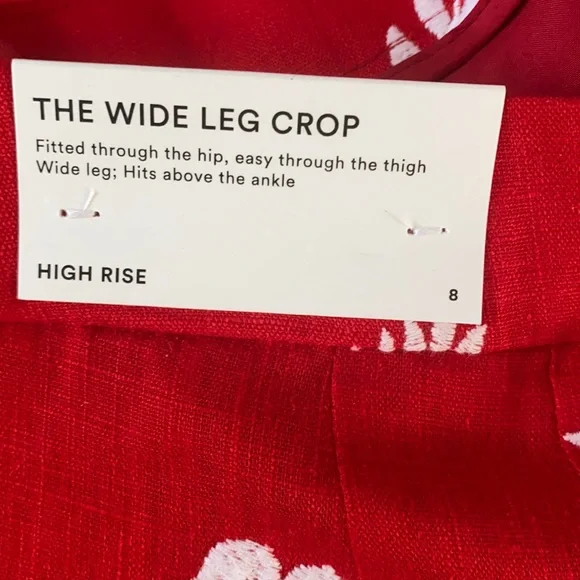 THE WIDE LEG CROP
Fitted through the hip, easy through the thigh
Wide leg; Hits above the ankle
HIGH RISE
8